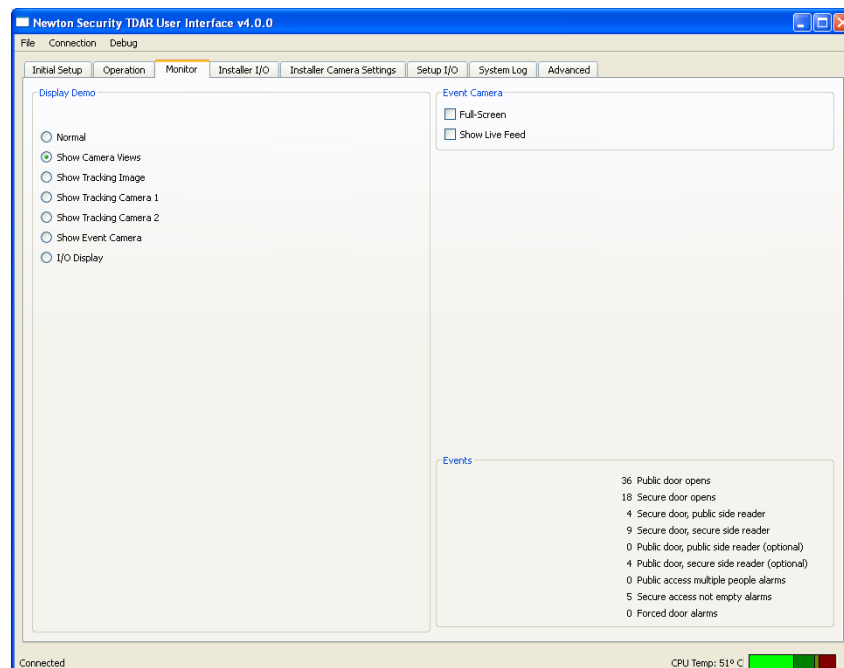 Newton Security TDAR User Interface v4.0.0
File Connection Debug
Initial Setup Operation Monitor Installer I/O Installer Camera Settings Setup I/O System Log Advanced
Display Demo
Normal
Show Camera Views
Show Tracking Image
Show Tracking Camera 1
Show Tracking Camera 2
Show Event Camera
I/O Display
Event Camera
Full-Screen
Show Live Feed
Events
36 Public door opens
18 Secure door opens
4 Secure door, public side reader
9 Secure door, secure side reader
0 Public door, public side reader (optional)
4 Public door, secure side reader (optional)
0 Public access multiple people alarms
5 Secure access not empty alarms
0 Forced door alarms
Connected
CPU Temp: 51º C